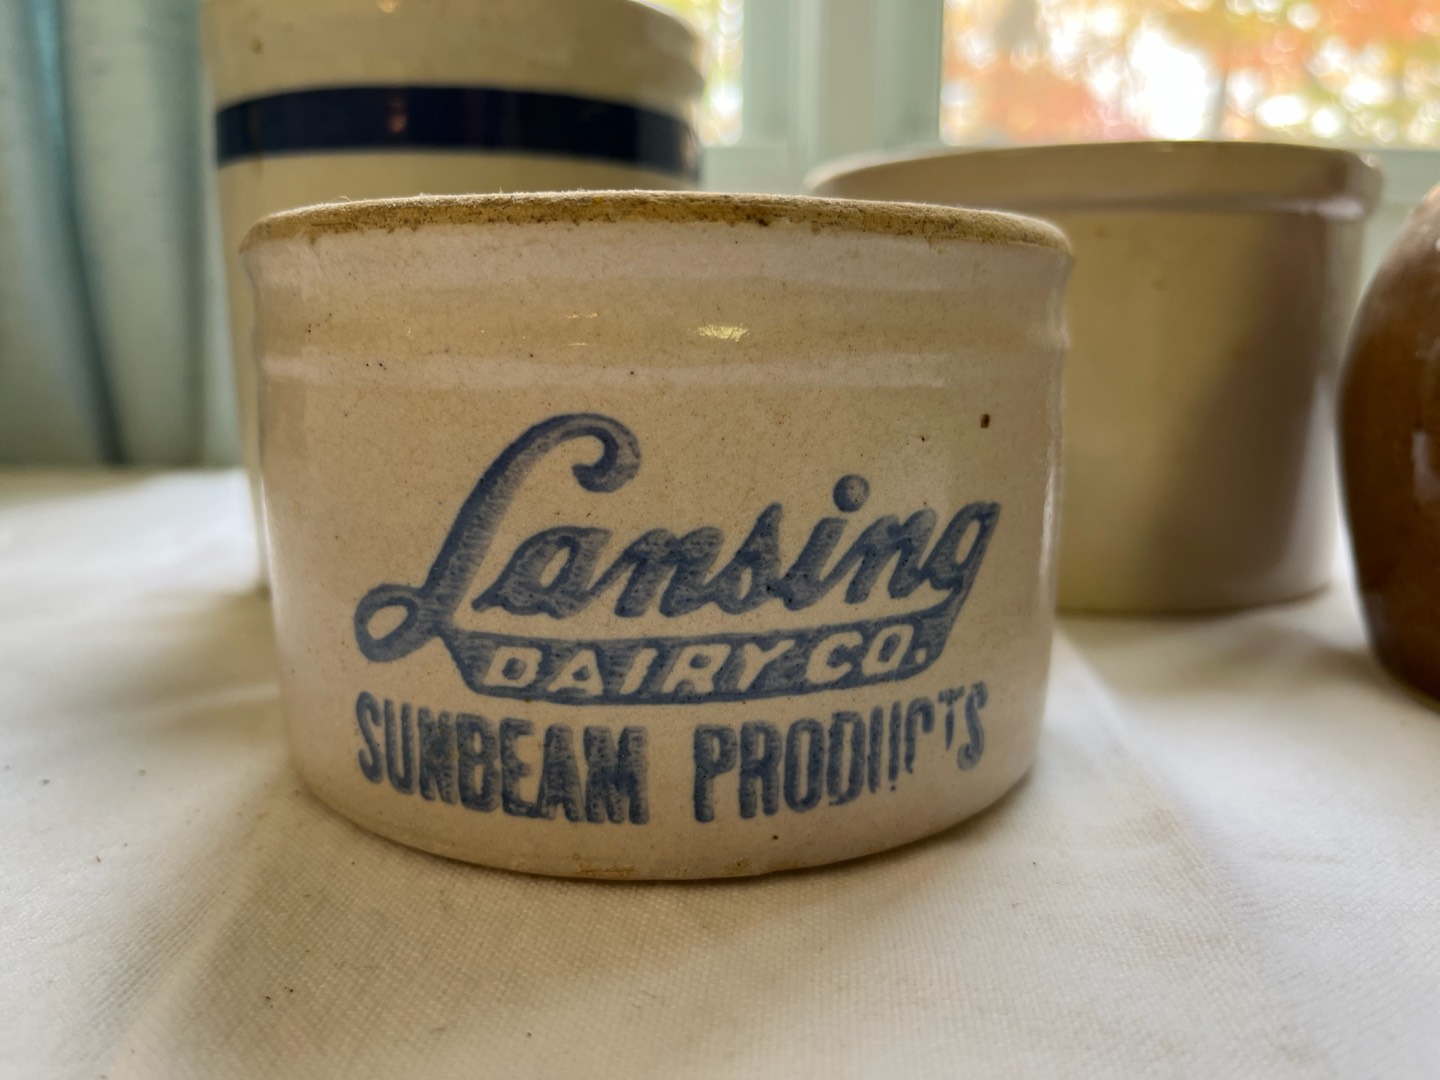 Lansing
DAIRY CO.
SUNBEAM PRODUCTS